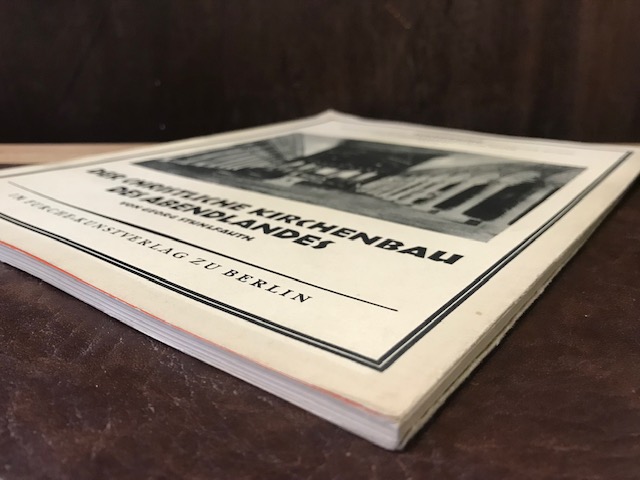 DER CHRISTLICHE KIRCHENBAU
DES ABENDLANDES
VON GEORG STUHLFAUTH
IM FURCHE-KUNSTVERLAG ZU BERLIN